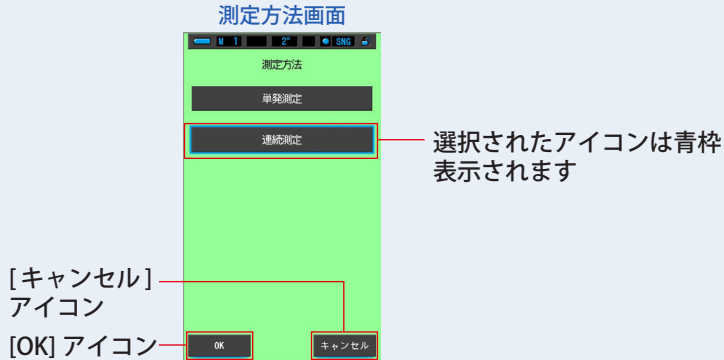 測定方法画面
M 1 2° SNG
測定方法
単発測定
連続測定
選択されたアイコンは青枠
表示されます
[キャンセル]
アイコン
[OK] アイコン
OK
キャンセル